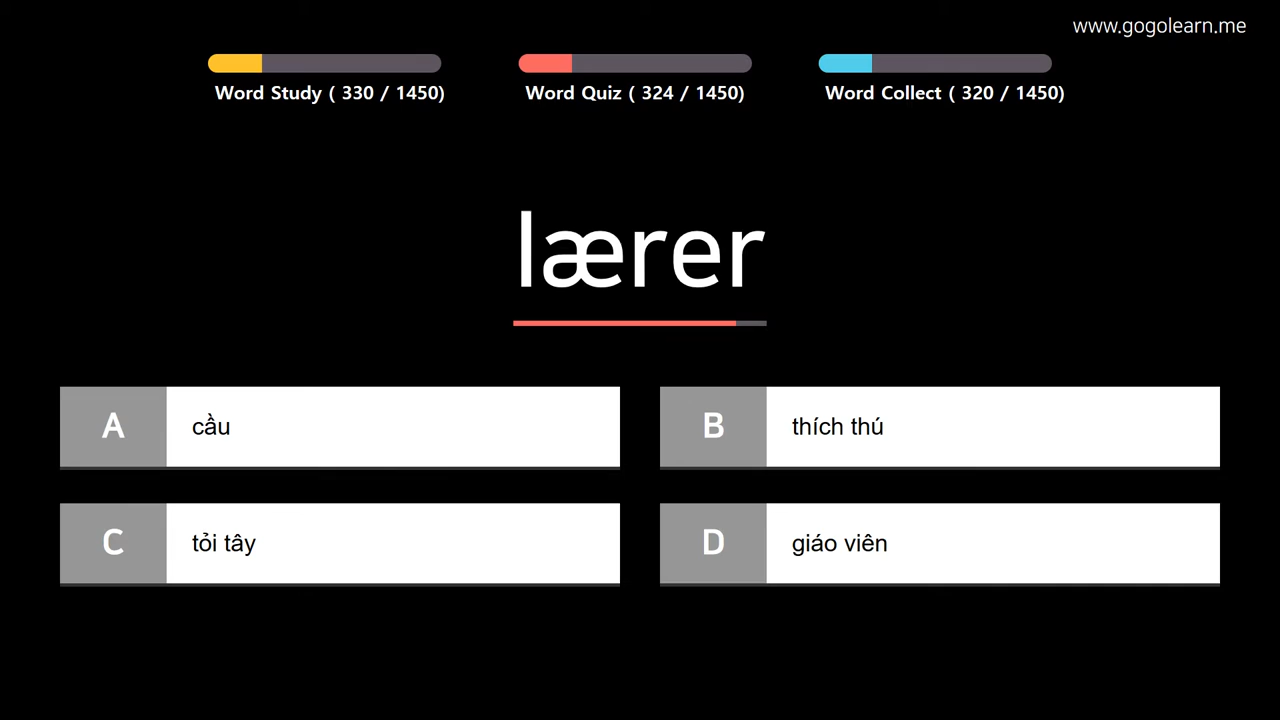 www.gogolearn.me
Word Study ( 330 / 1450)
Word Quiz ( 324 / 1450)
Word Collect ( 320 / 1450)
lærer
A cầu
B thích thú
C tỏi tây
D giáo viên